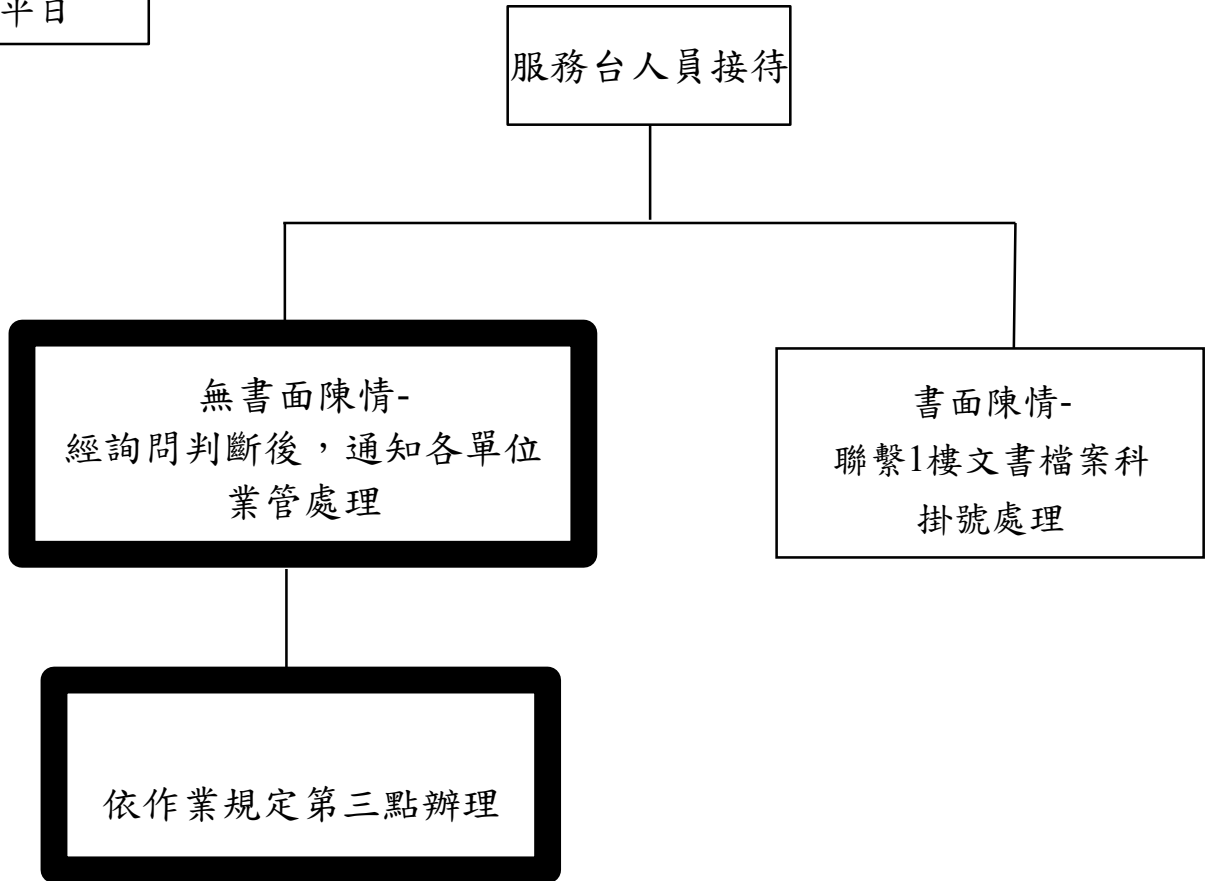 平日
服務台人員接待
無書面陳情-
經詢問判斷後，通知各單位
業管處理
書面陳情-
聯繫1樓文書檔案科
掛號處理
依作業規定第三點辦理